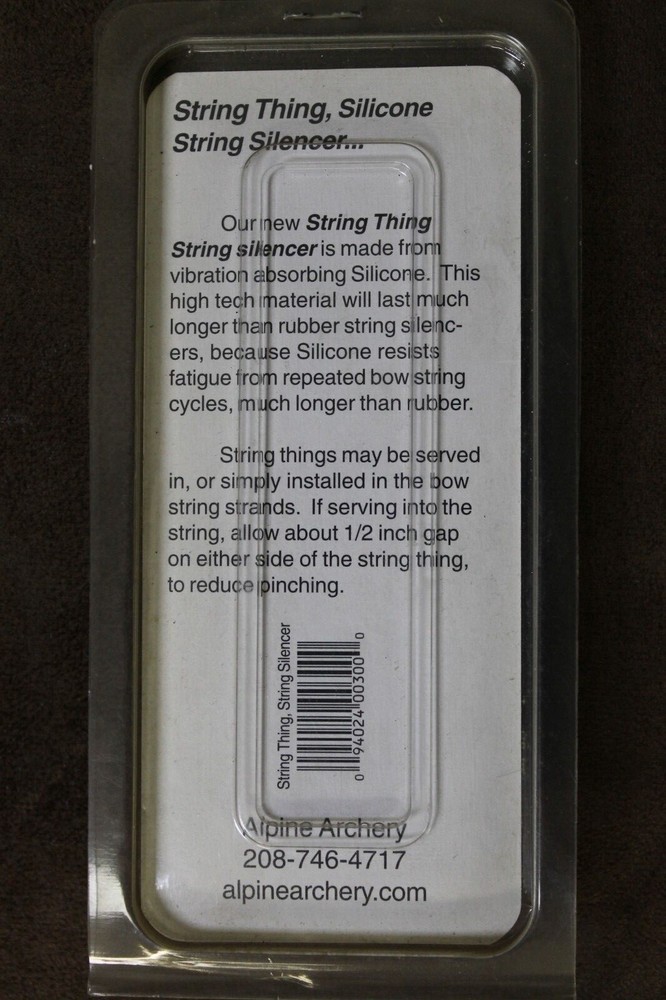 String Thing, Silicone
String Silencer...
Our new String Thing
String silencer is made from
vibration absorbing Silicone. This
high tech material will last much
longer than rubber string silenc-
ers, because Silicone resists
fatigue from repeated bow string
cycles, much longer than rubber.
String things may be served
in, or simply installed in the bow
string strands. If serving into the
string, allow about 1/2 inch gap
on either side of the string thing,
to reduce pinching.
String Thing, String Silencer
0 94024 00300 0
Alpine Archery
208-746-4717
alpinearchery.com